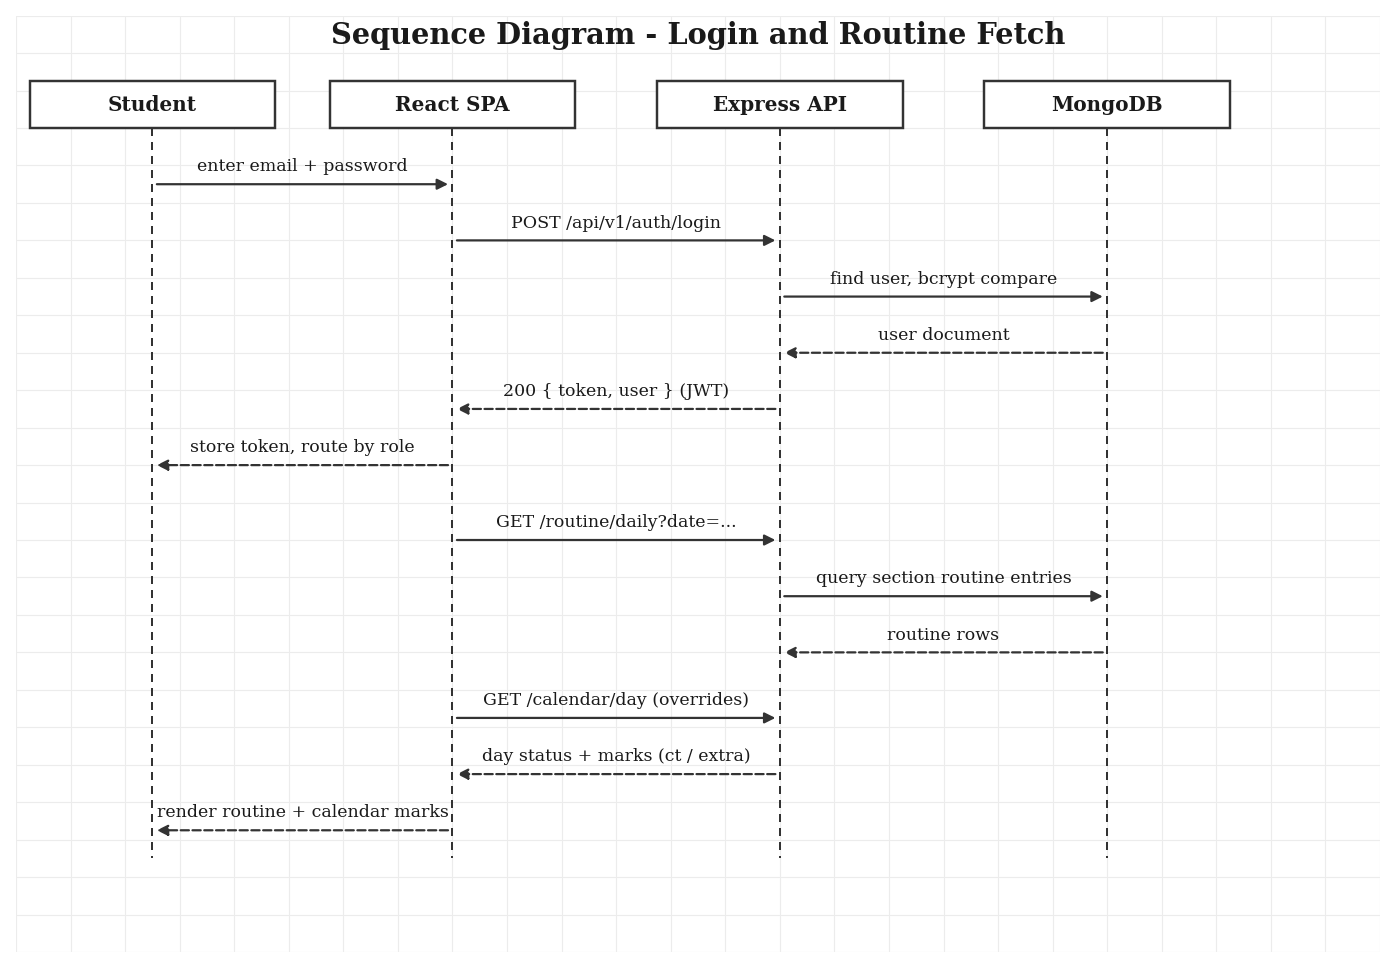 Sequence Diagram - Login and Routine Fetch
Student
React SPA
Express API
MongoDB
enter email + password
POST /api/v1/auth/login
find user, bcrypt compare
user document
200 { token, user } (JWT)
store token, route by role
GET /routine/daily?date=...
query section routine entries
routine rows
GET /calendar/day (overrides)
day status + marks (ct / extra)
render routine + calendar marks